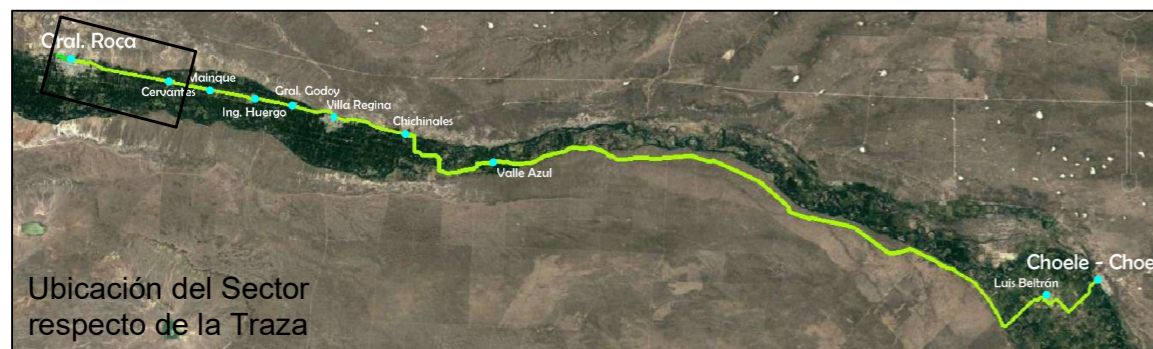 Gral. Roca
Mainque
Cervantes
Gral. Godoy
Ing. Huergo
Villa Regina
Chichinales
Valle Azul
Choele - Choe
Luis Beltrán
Ubicación del Sector
respecto de la Traza